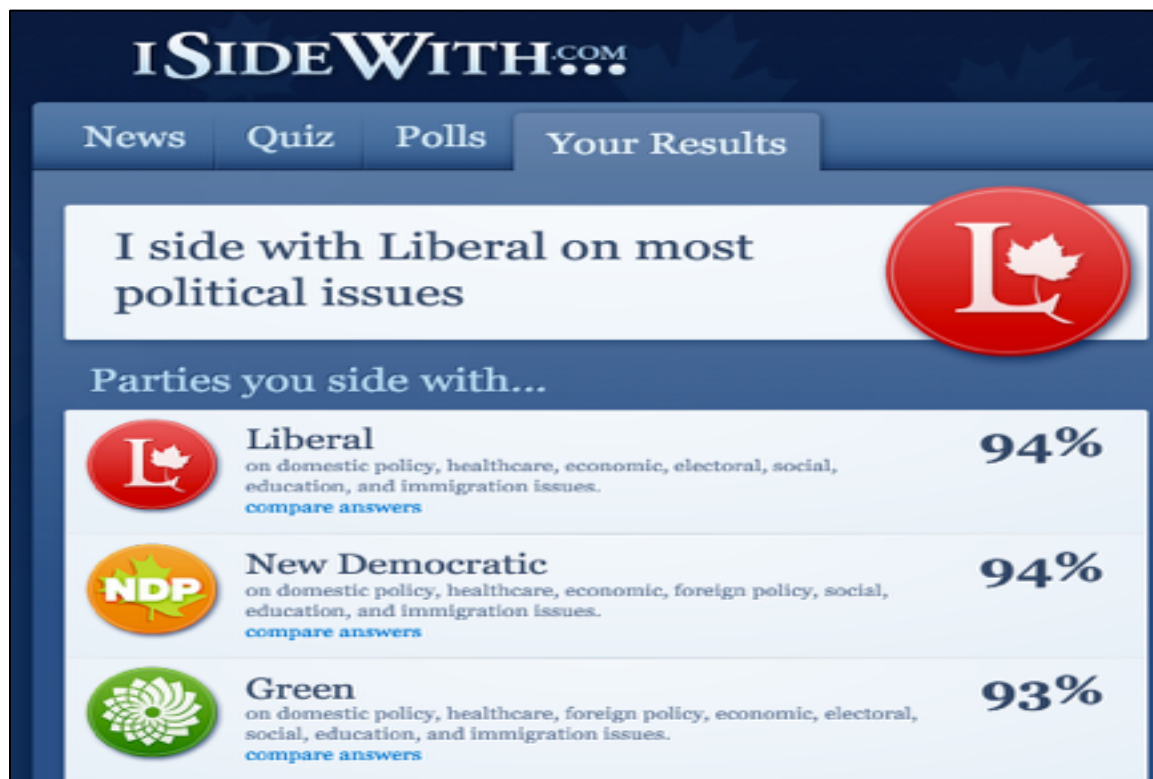 ISIDEWITH.COM...
News Quiz Polls Your Results
I side with Liberal on most
political issues
L
Parties you side with...
L
Liberal 94%
on domestic policy, healthcare, economic, electoral, social,
education, and immigration issues.
compare answers
NDP
New Democratic 94%
on domestic policy, healthcare, economic, foreign policy, social,
education, and immigration issues.
compare answers
Green 93%
on domestic policy, healthcare, foreign policy, economic, electoral,
social, education, and immigration issues.
compare answers